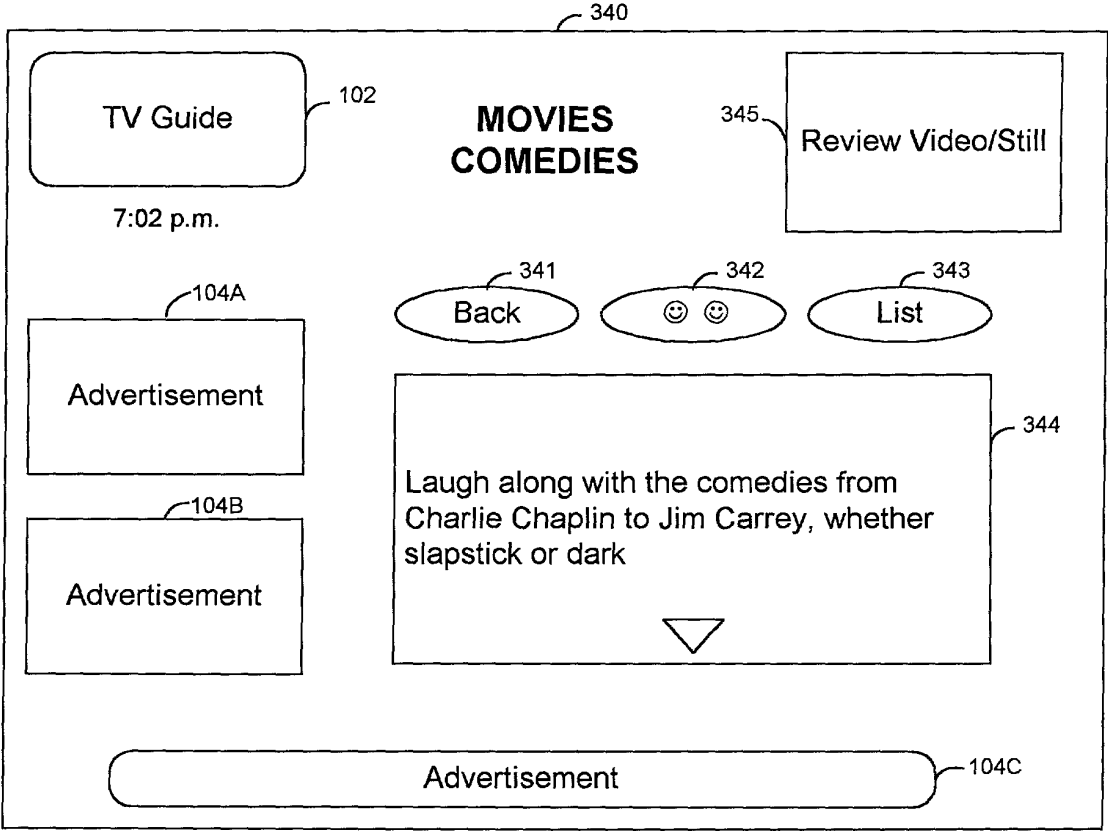 340
TV Guide
102
MOVIES
COMEDIES
345
Review Video/Still
7:02 p.m.
341
342
343
Back
☺ ☺
List
104A
Advertisement
344
Laugh along with the comedies from
Charlie Chaplin to Jim Carrey, whether
slapstick or dark
104B
Advertisement
Advertisement
104C